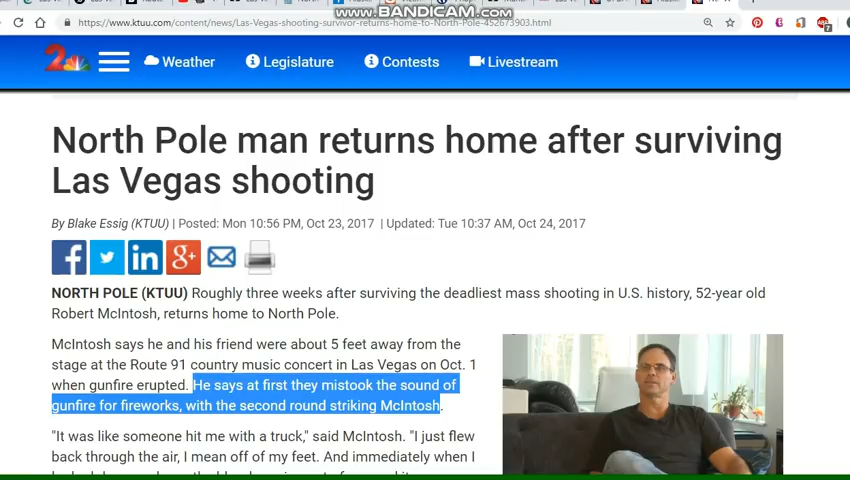 www.BANDICAM.com
https://www.ktuu.com/content/news/Las-Vegas-shooting-survivor-returns-home-to-North-Pole-452673903.html
2 Weather Legislature Contests Livestream
North Pole man returns home after surviving
Las Vegas shooting
By Blake Essig (KTUU) | Posted: Mon 10:56 PM, Oct 23, 2017 | Updated: Tue 10:37 AM, Oct 24, 2017
NORTH POLE (KTUU) Roughly three weeks after surviving the deadliest mass shooting in U.S. history, 52-year old
Robert McIntosh, returns home to North Pole.
McIntosh says he and his friend were about 5 feet away from the
stage at the Route 91 country music concert in Las Vegas on Oct. 1
when gunfire erupted. He says at first they mistook the sound of
gunfire for fireworks, with the second round striking McIntosh.
"It was like someone hit me with a truck," said McIntosh. "I just flew
back through the air, I mean off of my feet. And immediately when I